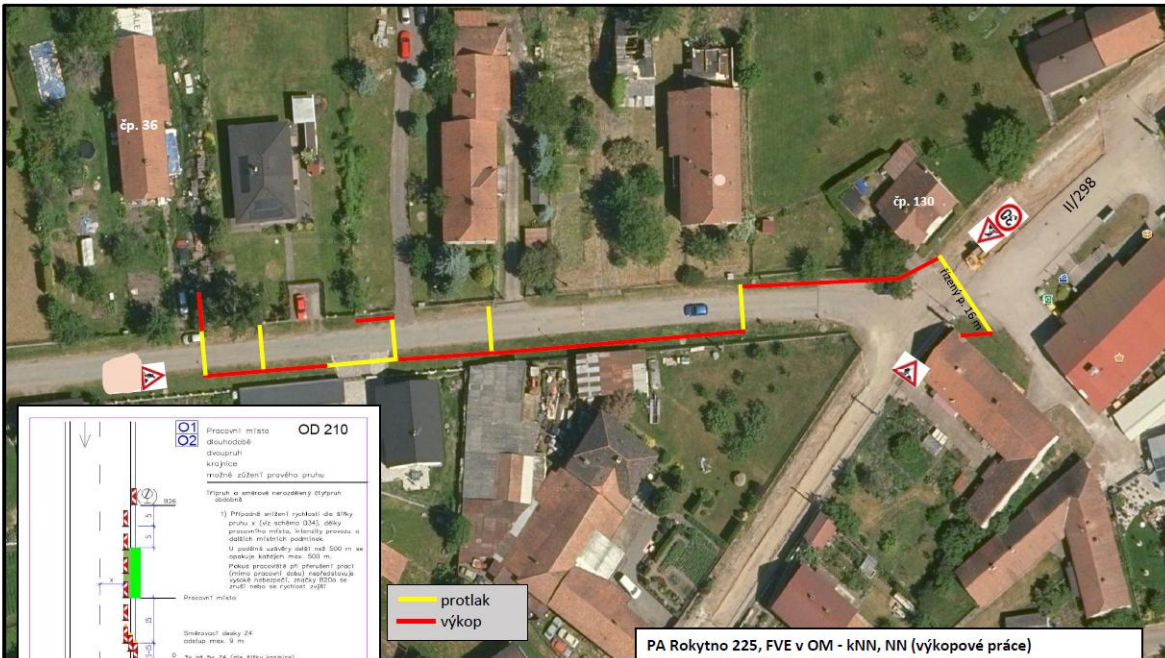 čp. 36
čp. 130
II/298
řízený p. 16 m
O1
O2
Pracovní místo
OD 210
dlouhodobé
dvoupruh
krajnice
možné zúžení pravého pruhu
Třípruh a směrově nerozdělený čtyřpruh
obdobně
B26
1) Případné snížení rychlosti dle šířky
pruhu x (viz schéma O34), délky
pracovního místa, intenzity provozu a
dalších místních podmínek.
U podélné uzávěry delší než 500 m se
opakuje každých max. 500 m.
Pokud pracoviště při přerušení prací
(mimo pracovní dobu) nepředstavuje
vysoké nebezpečí, značky B20a se
zruší nebo se rychlost zvýší
Pracovní místo
Směrovací desky Z4
odstup max. 9 m
protlak
výkop
PA Rokytno 225, FVE v OM - kNN, NN (výkopové práce)